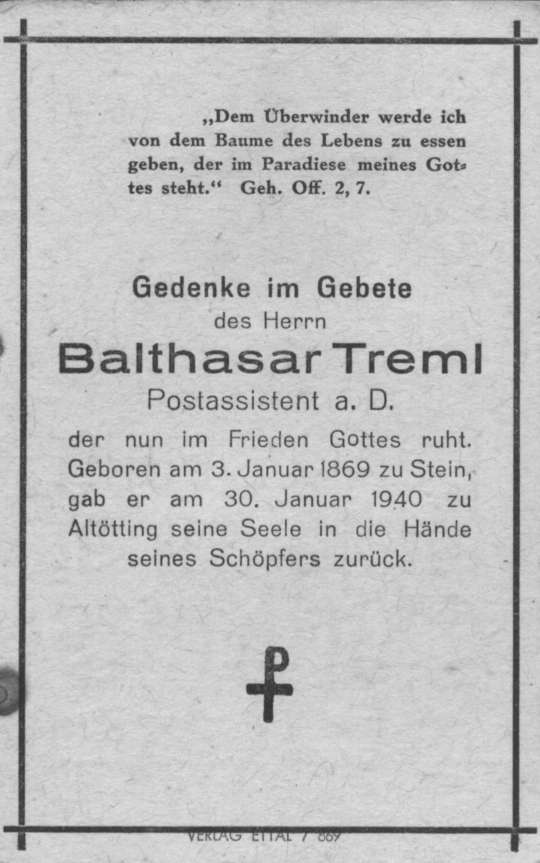 „Dem Überwinder werde ich
von dem Baume des Lebens zu essen
geben, der im Paradiese meines Got=
tes steht.“ Geh. Off. 2, 7.
Gedenke im Gebete
des Herrn
Balthasar Treml
Postassistent a. D.
der nun im Frieden Gottes ruht.
Geboren am 3. Januar 1869 zu Stein,
gab er am 30. Januar 1940 zu
Altötting seine Seele in die Hände
seines Schöpfers zurück.
VERLAG ETTAL / 869